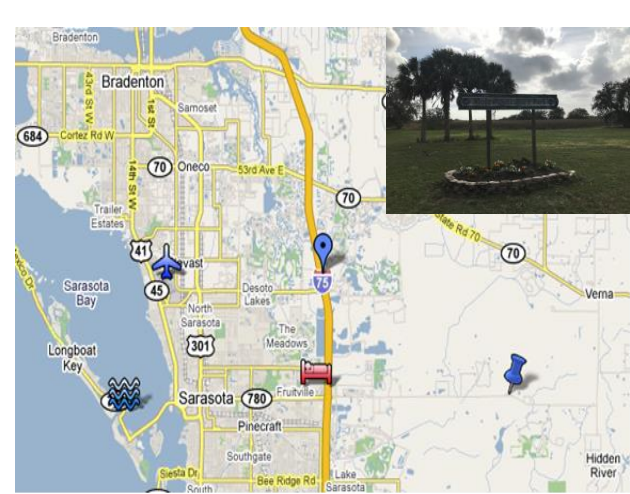 Bradenton
Bradenton
43rd St W
1st St
Samoset
684
Cortez Rd W
70
Oneco
53rd Ave E
14th St W
70
Trailer
Estates
State Rd 70
41
70
Sarasota
Bay
45
Desoto
Lakes
75
Verna
North
Sarasota
The
Meadows
301
Longboat
Key
Fruitville
Sarasota
780
Pinecraft
Southgate
Hidden
River
Siesta Dr
Bee Ridge Rd
Lake
Sarasota
South